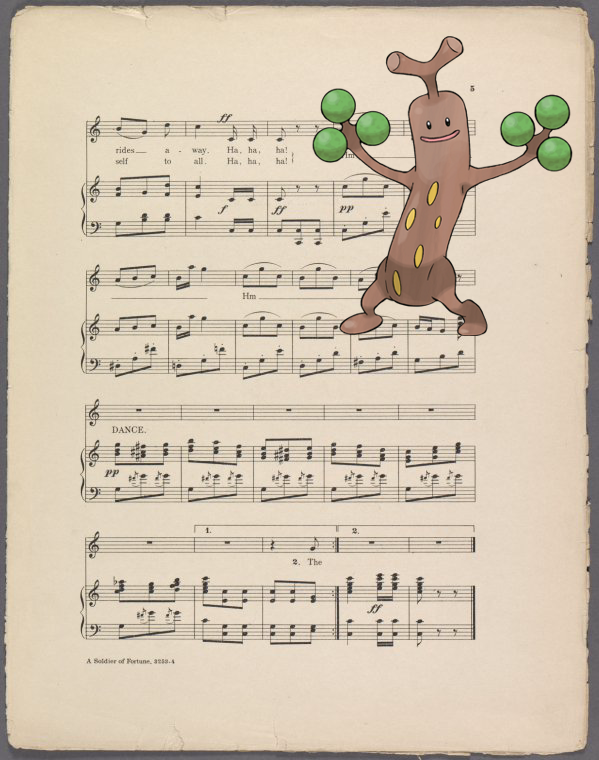 5
ff
rides a - way. Ha, ha, ha!
self to all. Ha, ha, ha!
f ff pp
Hm
DANCE.
pp
1. 2.
2. The
ff
A Soldier of Fortune, 3253-4